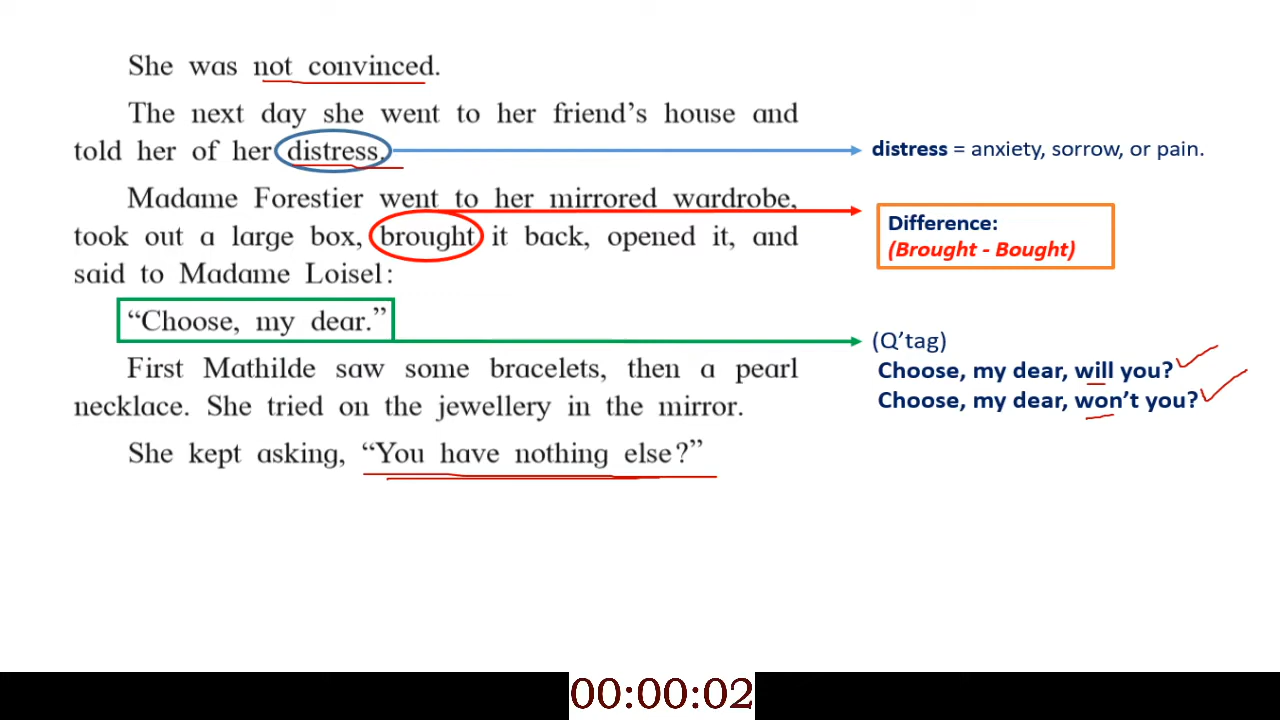 She was not convinced.
The next day she went to her friend’s house and
told her of her distress.
distress = anxiety, sorrow, or pain.
Madame Forestier went to her mirrored wardrobe,
took out a large box, brought it back, opened it, and
said to Madame Loisel:
Difference:
(Brought - Bought)
“Choose, my dear.”
(Q’tag)
Choose, my dear, will you?
Choose, my dear, won’t you?
First Mathilde saw some bracelets, then a pearl
necklace. She tried on the jewellery in the mirror.
She kept asking, “You have nothing else?”
00:00:02